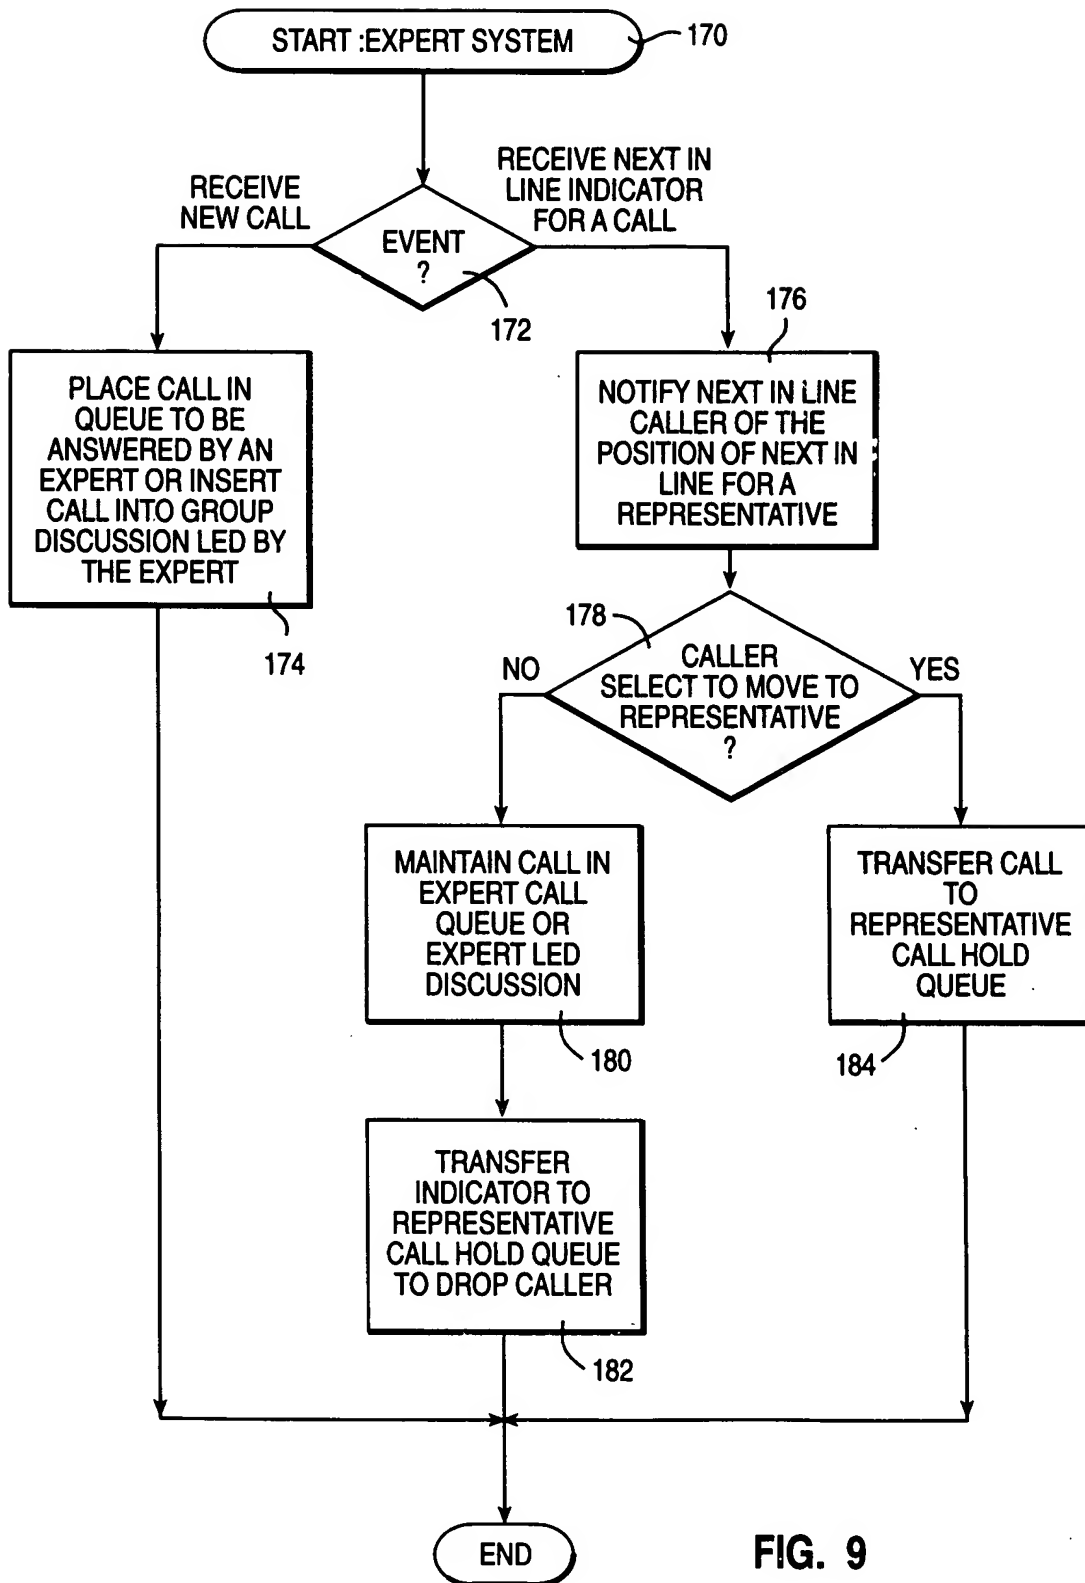 START :EXPERT SYSTEM
170
RECEIVE
NEW CALL
RECEIVE NEXT IN
LINE INDICATOR
FOR A CALL
EVENT
?
172
176
PLACE CALL IN
QUEUE TO BE
ANSWERED BY AN
EXPERT OR INSERT
CALL INTO GROUP
DISCUSSION LED BY
THE EXPERT
174
NOTIFY NEXT IN LINE
CALLER OF THE
POSITION OF NEXT IN
LINE FOR A
REPRESENTATIVE
178
NO
CALLER
SELECT TO MOVE TO
REPRESENTATIVE
?
YES
MAINTAIN CALL IN
EXPERT CALL
QUEUE OR
EXPERT LED
DISCUSSION
180
TRANSFER CALL
TO
REPRESENTATIVE
CALL HOLD
QUEUE
184
TRANSFER
INDICATOR TO
REPRESENTATIVE
CALL HOLD QUEUE
TO DROP CALLER
182
END
FIG. 9